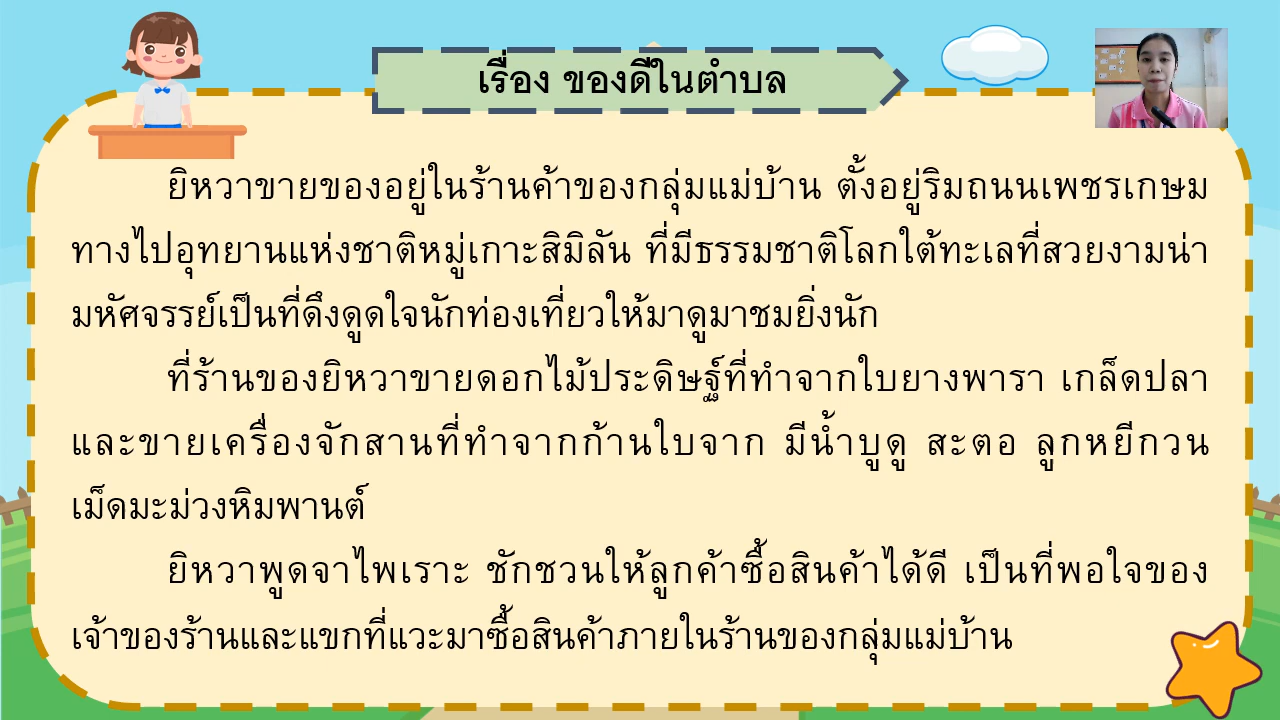 เรื่อง ของดีในตำบล
ยิหวาขายของอยู่ในร้านค้าของกลุ่มแม่บ้าน ตั้งอยู่ริมถนนเพชรเกษม
ทางไปอุทยานแห่งชาติหมู่เกาะสิมิลัน ที่มีธรรมชาติโลกใต้ทะเลที่สวยงามน่า
มหัศจรรย์เป็นที่ดึงดูดใจนักท่องเที่ยวให้มาดูมาชมยิ่งนัก
ที่ร้านของยิหวาขายดอกไม้ประดิษฐ์ที่ทำจากใบยางพารา เกล็ดปลา
และขายเครื่องจักสานที่ทำจากก้านใบจาก มีน้ำบูดู สะตอ ลูกหยีกวน
เม็ดมะม่วงหิมพานต์
ยิหวาพูดจาไพเราะ ชักชวนให้ลูกค้าซื้อสินค้าได้ดี เป็นที่พอใจของ
เจ้าของร้านและแขกที่แวะมาซื้อสินค้าภายในร้านของกลุ่มแม่บ้าน